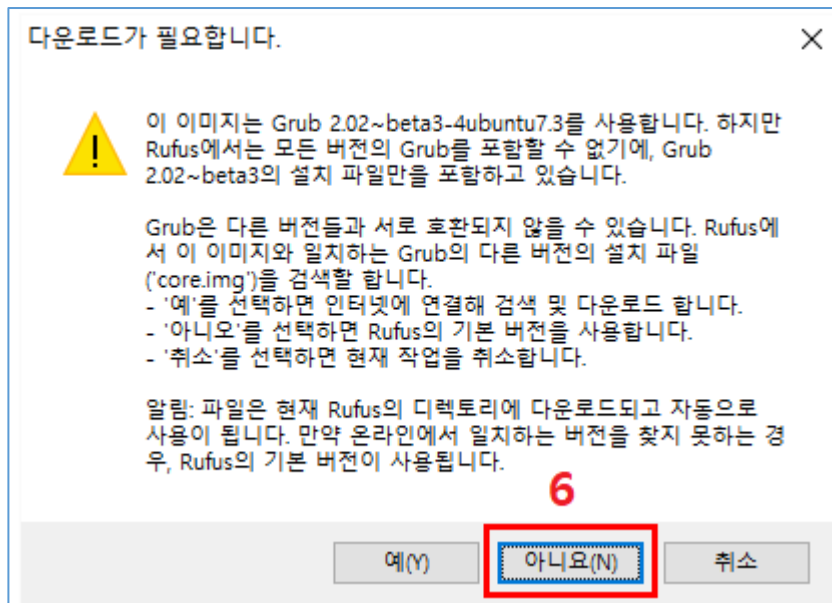 다운로드가 필요합니다.
이 이미지는 Grub 2.02~beta3-4ubuntu7.3를 사용합니다. 하지만
Rufus에서는 모든 버전의 Grub를 포함할 수 없기에, Grub
2.02~beta3의 설치 파일만을 포함하고 있습니다.
Grub은 다른 버전들과 서로 호환되지 않을 수 있습니다. Rufus에
서 이 이미지와 일치하는 Grub의 다른 버전의 설치 파일
('core.img')을 검색할 합니다.
- '예'를 선택하면 인터넷에 연결해 검색 및 다운로드 합니다.
- '아니오'를 선택하면 Rufus의 기본 버전을 사용합니다.
- '취소'를 선택하면 현재 작업을 취소합니다.
알림: 파일은 현재 Rufus의 디렉토리에 다운로드되고 자동으로
사용이 됩니다. 만약 온라인에서 일치하는 버전을 찾지 못하는 경
우, Rufus의 기본 버전이 사용됩니다.
6
예(Y) 아니요(N) 취소